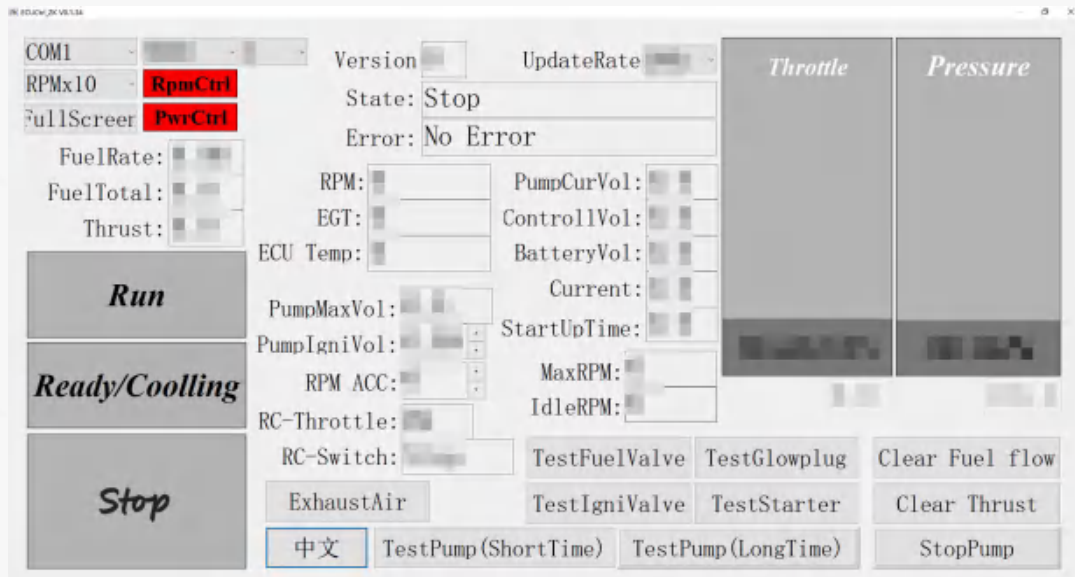 COM1
RPMx10
RpmCtrl
FullScreen
PwrCtrl
FuelRate:
FuelTotal:
Thrust:
Run
Ready/Coolling
Stop
Version
UpdateRate
State: Stop
Error: No Error
RPM:
EGT:
ECU Temp:
PumpMaxVol:
PumpIgniVol:
RPM ACC:
RC-Throttle:
RC-Switch:
PumpCurVol:
ControllVol:
BatteryVol:
Current:
StartUpTime:
MaxRPM:
IdleRPM:
Throttle
Pressure
TestFuelValve
TestGlowplug
Clear Fuel flow
ExhaustAir
TestIgniValve
TestStarter
Clear Thrust
中文
TestPump(ShortTime)
TestPump(LongTime)
StopPump